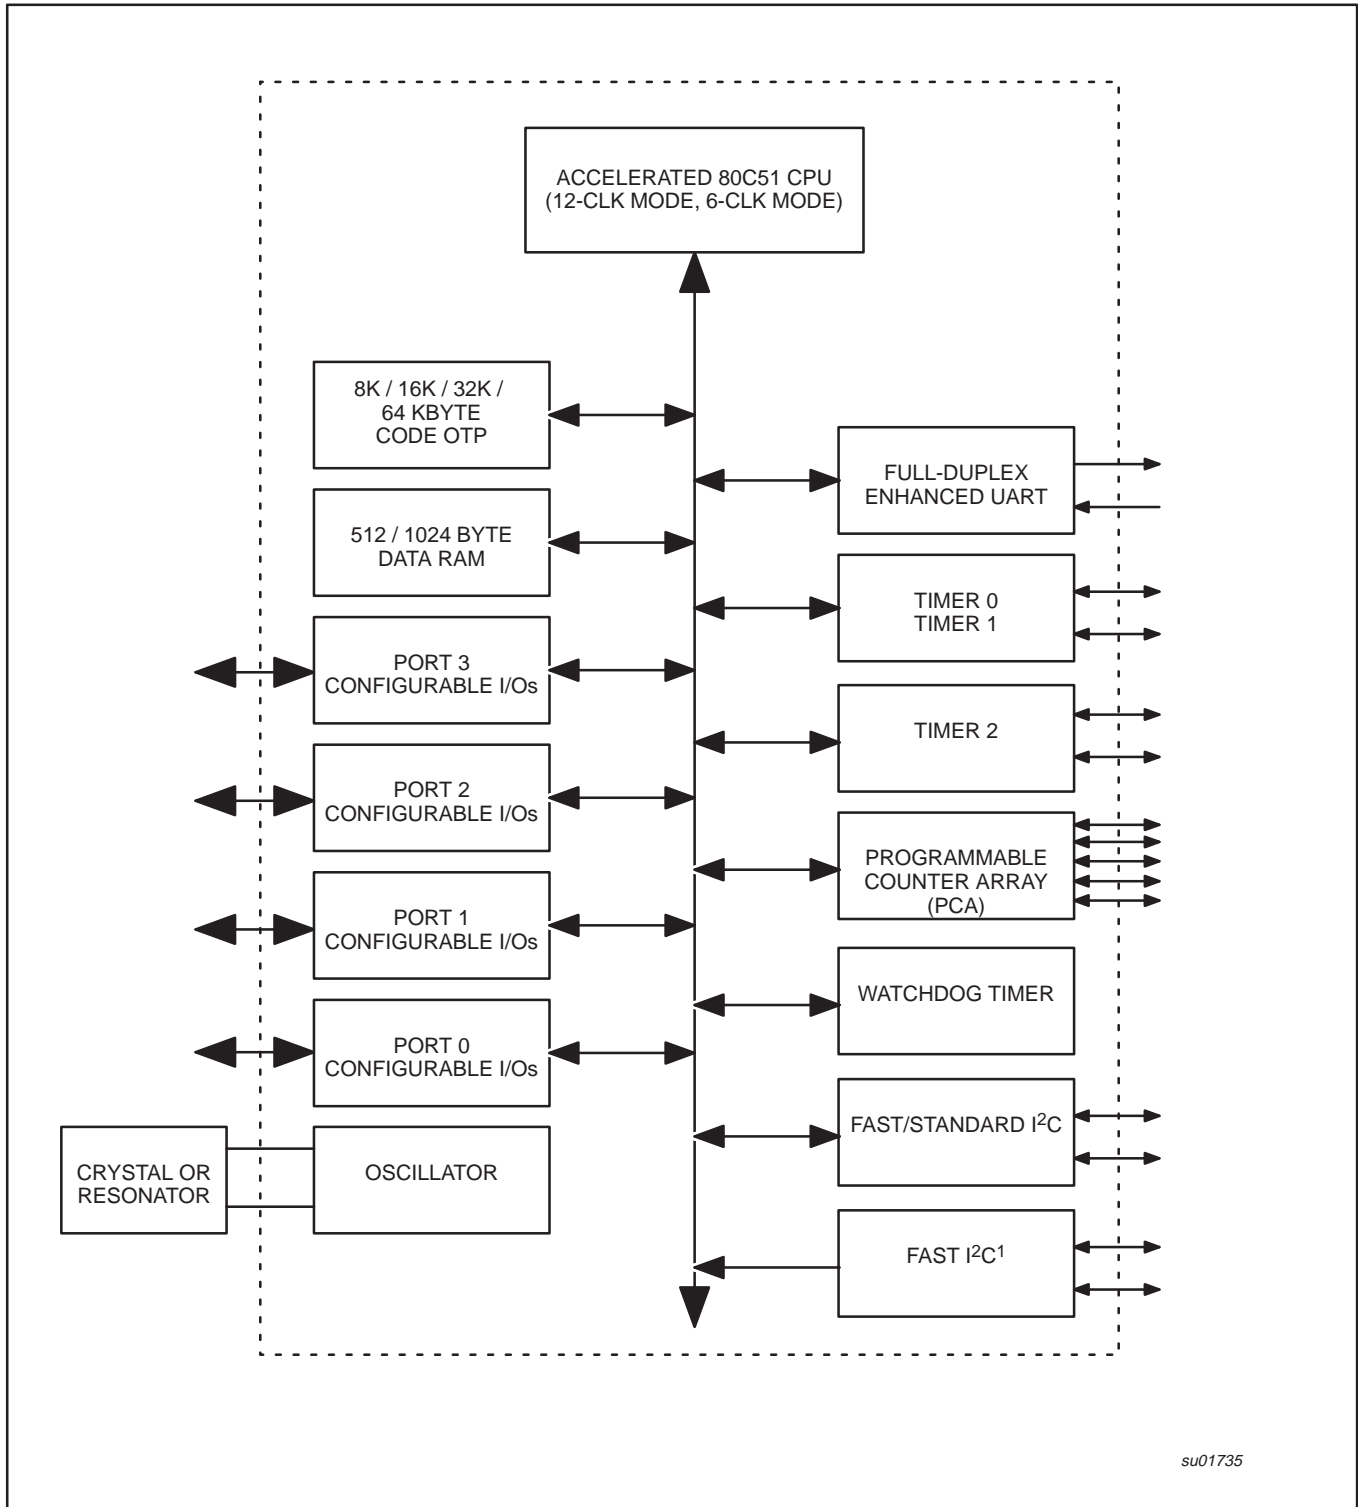 ACCELERATED 80C51 CPU
(12-CLK MODE, 6-CLK MODE)
8K / 16K / 32K /
64 KBYTE
CODE OTP
512 / 1024 BYTE
DATA RAM
PORT 3
CONFIGURABLE I/Os
PORT 2
CONFIGURABLE I/Os
PORT 1
CONFIGURABLE I/Os
PORT 0
CONFIGURABLE I/Os
CRYSTAL OR
RESONATOR
OSCILLATOR
FULL-DUPLEX
ENHANCED UART
TIMER 0
TIMER 1
TIMER 2
PROGRAMMABLE
COUNTER ARRAY
(PCA)
WATCHDOG TIMER
FAST/STANDARD I²C
FAST I²C¹
su01735